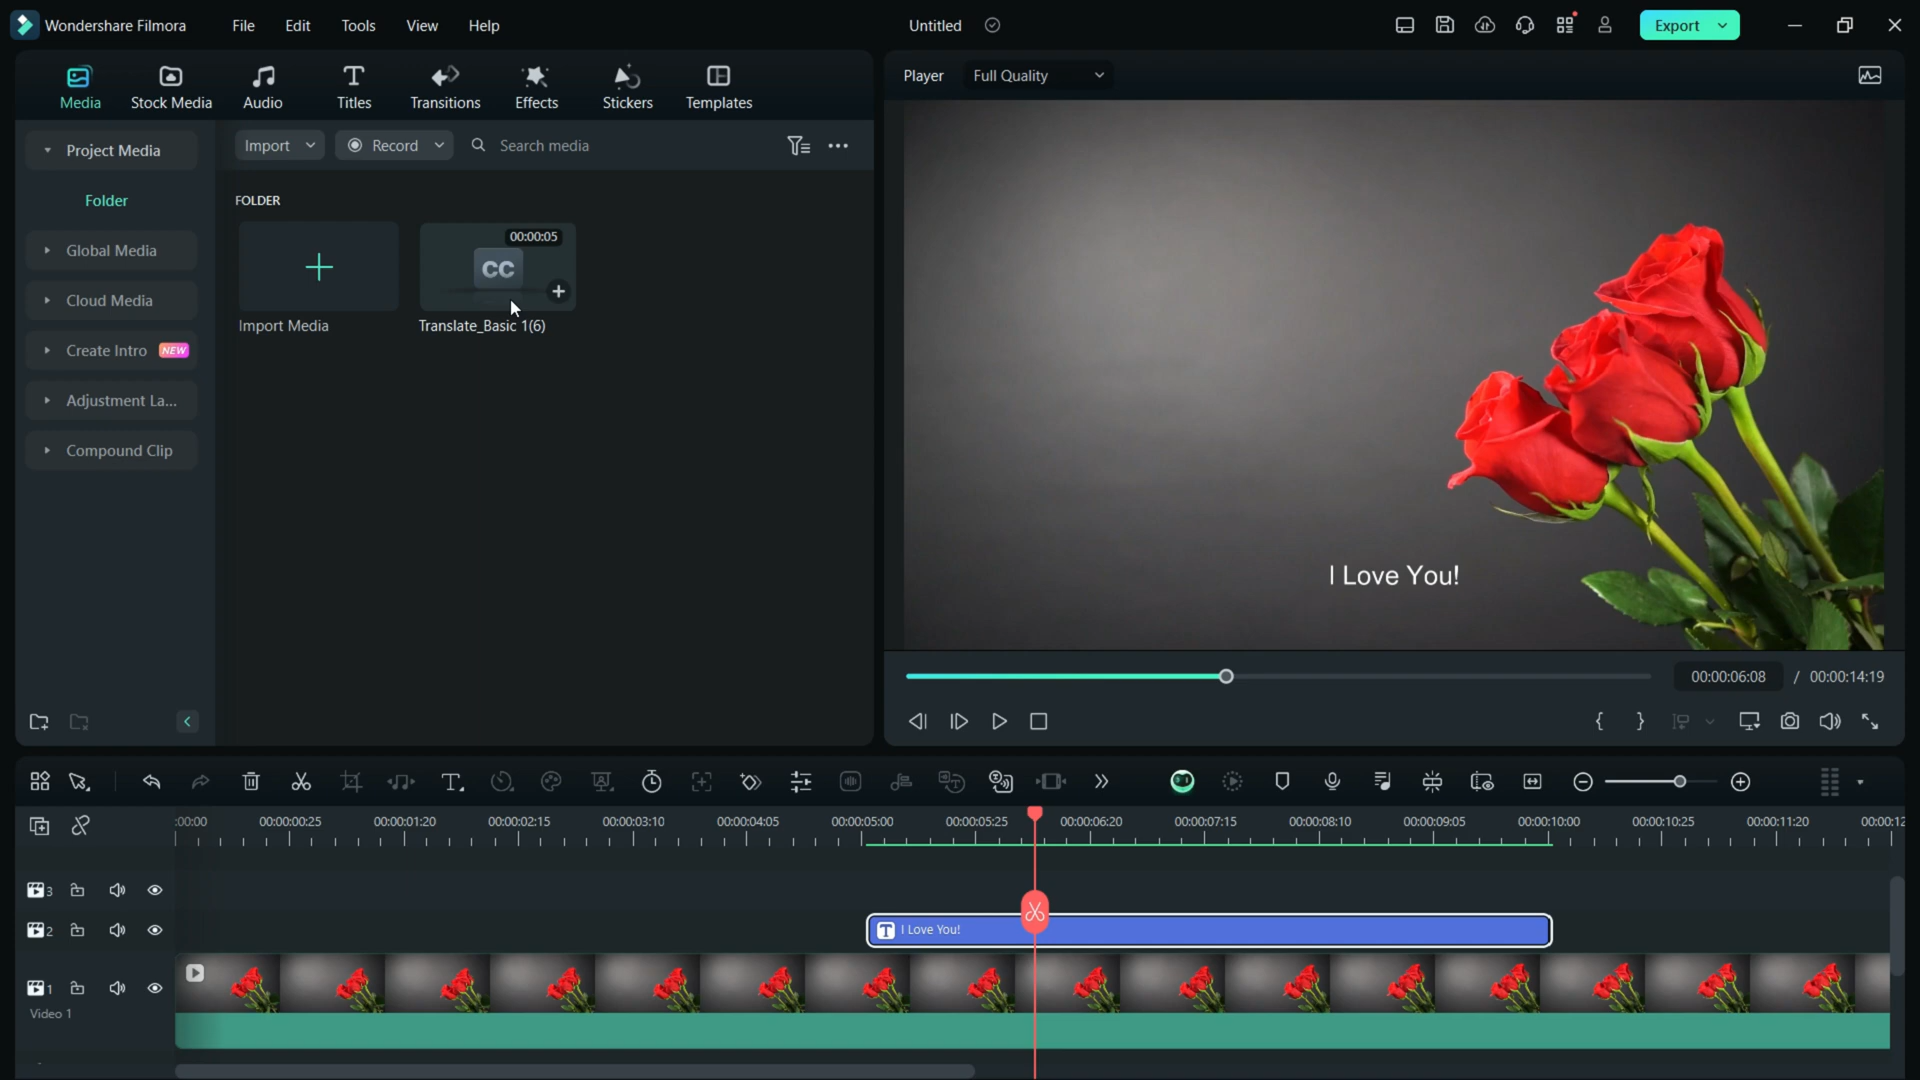 Wondershare Filmora File Edit Tools View Help Untitled Export
Media Stock Media Audio Titles Transitions Effects Stickers Templates
Player Full Quality
Project Media
Import Record Search media
Folder
FOLDER
Global Media
00:00:05
CC
Cloud Media
Import Media Translate_Basic 1(6)
Create Intro NEW
Adjustment La...
Compound Clip
I Love You!
00:00:06:08 / 00:00:14:19
:00:00 00:00:00:25 00:00:01:20 00:00:02:15 00:00:03:10 00:00:04:05 00:00:05:00 00:00:05:25 00:00:06:20 00:00:07:15 00:00:08:10 00:00:09:05 00:00:10:00 00:00:10:25 00:00:11:20 00:00:12
3
2 T I Love You!
1
Video 1